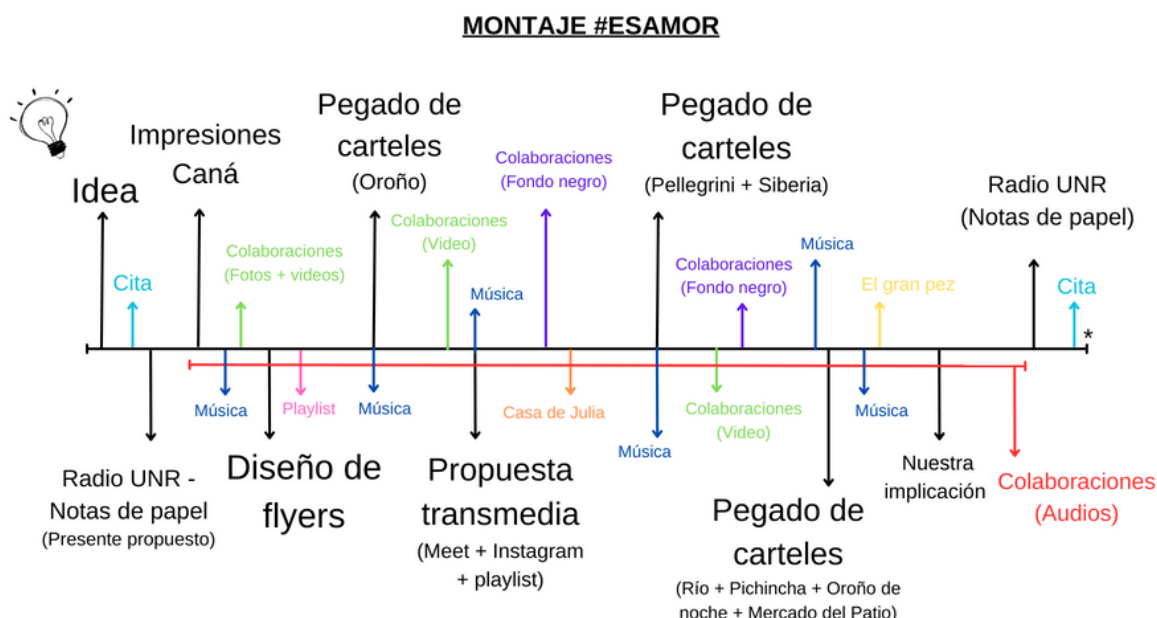 MONTAJE #ESAMOR
Idea
Cita
Impresiones
Caná
Colaboraciones
(Fotos + videos)
Pegado de
carteles
(Oroño)
Colaboraciones
(Video)
Música
Colaboraciones
(Fondo negro)
Pegado de
carteles
(Pellegrini + Siberia)
Colaboraciones
(Fondo negro)
Música
El gran pez
Radio UNR
(Notas de papel)
Cita
*
Radio UNR -
Notas de papel
(Presente propuesto)
Música
Diseño de
flyers
Playlist
Música
Propuesta
transmedia
(Meet + Instagram
+ playlist)
Casa de Julia
Música
Colaboraciones
(Video)
Pegado de
carteles
(Río + Pichincha + Oroño de
noche + Mercado del Patio)
Música
Nuestra
implicación
Colaboraciones
(Audios)